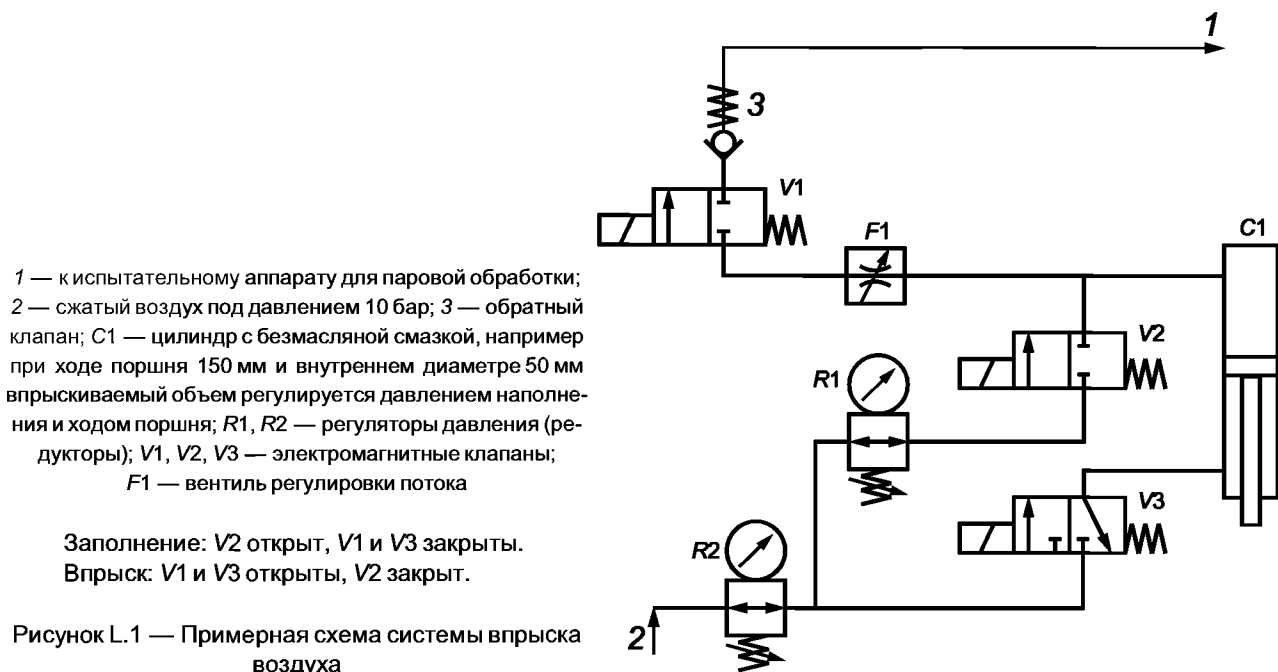 1
3
V1
F1
C1
V2
R1
V3
R2
2
1 — к испытательному аппарату для паровой обработки;
2 — сжатый воздух под давлением 10 бар; 3 — обратный
клапан; C1 — цилиндр с безмасляной смазкой, например
при ходе поршня 150 мм и внутреннем диаметре 50 мм
впрыскиваемый объем регулируется давлением наполне-
ния и ходом поршня; R1, R2 — регуляторы давления (ре-
дукторы); V1, V2, V3 — электромагнитные клапаны;
F1 — вентиль регулировки потока
Заполнение: V2 открыт, V1 и V3 закрыты.
Впрыск: V1 и V3 открыты, V2 закрыт.
Рисунок L.1 — Примерная схема системы впрыска
воздуха